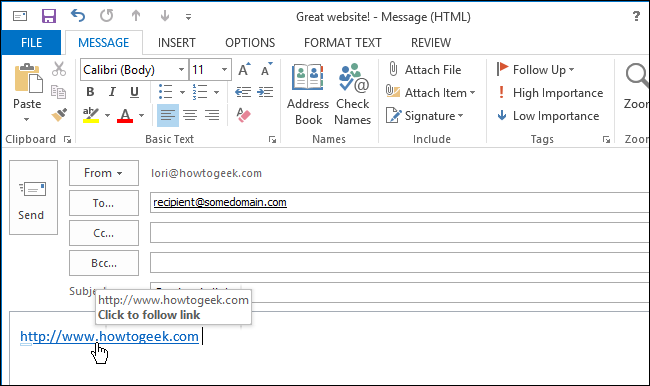 Great website! - Message (HTML)
?
FILE
MESSAGE
INSERT
OPTIONS
FORMAT TEXT
REVIEW
Paste
Clipboard
Calibri (Body)
11
A A
B I U
ab A
Basic Text
Address Book
Check Names
Names
Attach File
Attach Item
Signature
Include
Follow Up
High Importance
Low Importance
Tags
Zoom
Send
From
lori@howtogeek.com
To...
recipient@somedomain.com
Cc...
Bcc...
Subj
http://www.howtogeek.com
Click to follow link
http://www.howtogeek.com